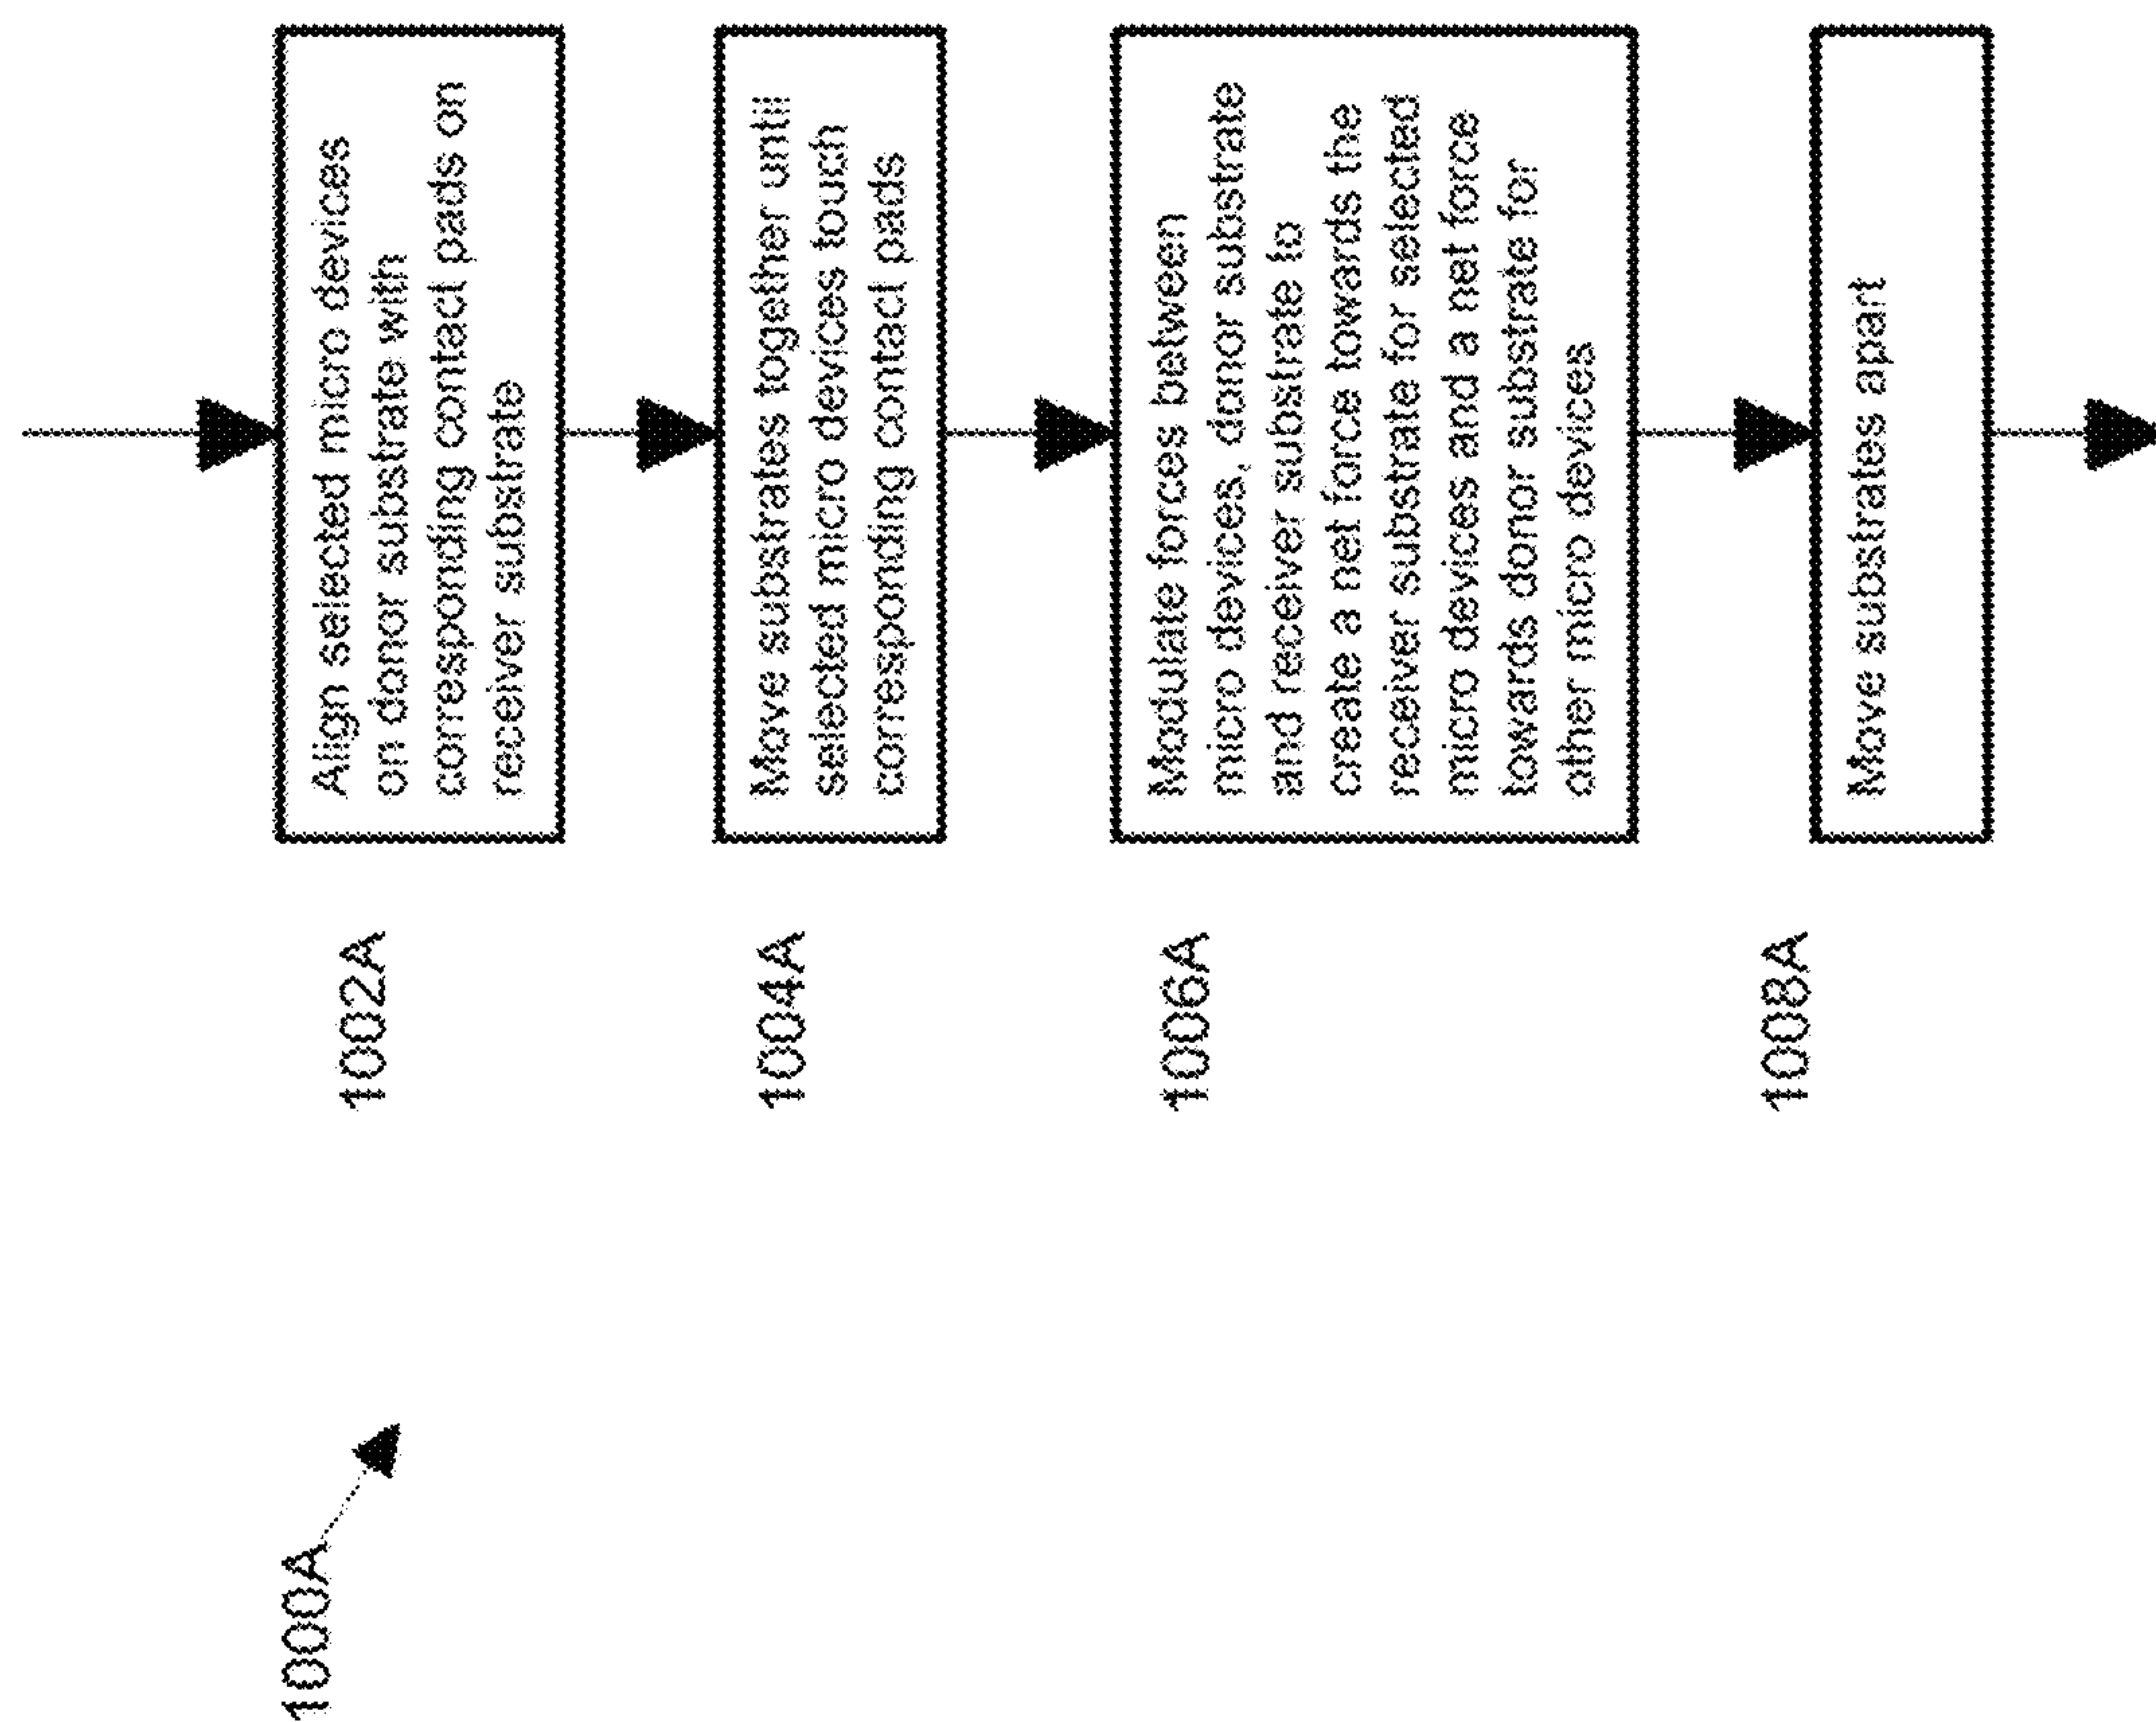 1000A
1002A
Align selected micro devices
on donor substrate with
corresponding contact pads on
receiver substrate
1004A
Move substrates together until
selected micro devices touch
corresponding contact pads
1006A
Modulate forces between
micro devices, donor substrate
and receiver substrate to
create a net force towards the
receiver substrate for selected
micro devices and a net force
towards donor substrate for
other micro devices
1008A
Move substrates apart